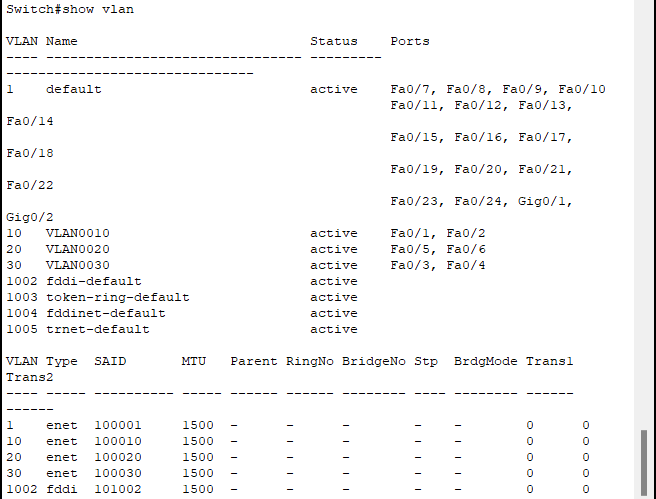 Switch#show vlan
VLAN Name                             Status    Ports
---- -------------------------------- ---------
-------------------------------
1    default                          active    Fa0/7, Fa0/8, Fa0/9, Fa0/10
                                                Fa0/11, Fa0/12, Fa0/13,
Fa0/14
                                                Fa0/15, Fa0/16, Fa0/17,
Fa0/18
                                                Fa0/19, Fa0/20, Fa0/21,
Fa0/22
                                                Fa0/23, Fa0/24, Gig0/1,
Gig0/2
10   VLAN0010                         active    Fa0/1, Fa0/2
20   VLAN0020                         active    Fa0/5, Fa0/6
30   VLAN0030                         active    Fa0/3, Fa0/4
1002 fddi-default                     active
1003 token-ring-default               active
1004 fddinet-default                  active
1005 trnet-default                    active
VLAN Type  SAID       MTU   Parent RingNo BridgeNo Stp  BrdgMode Trans1
Trans2
---- ----- ---------- ----- ------ ------ -------- ---- -------- ------
------
1    enet  100001     1500  -      -      -        -    -        0      0
10   enet  100010     1500  -      -      -        -    -        0      0
20   enet  100020     1500  -      -      -        -    -        0      0
30   enet  100030     1500  -      -      -        -    -        0      0
1002 fddi  101002     1500  -      -      -        -    -        0      0